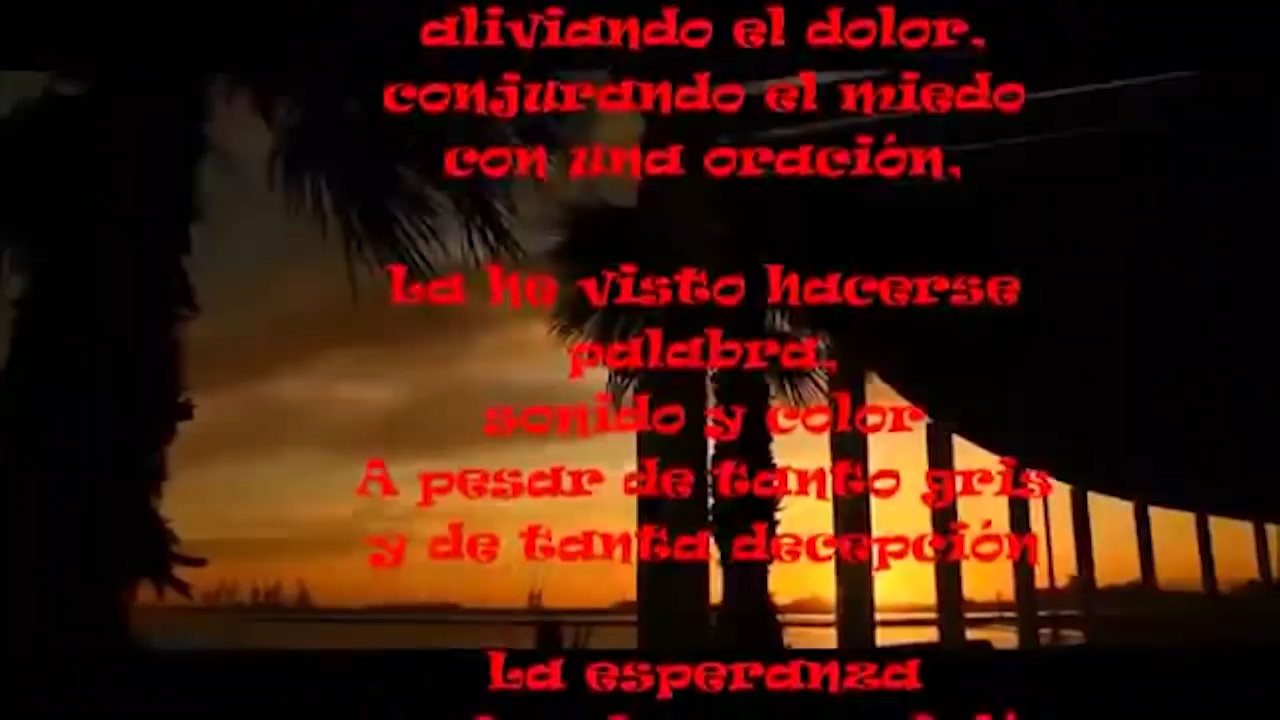 aliviando el dolor,
conjurando el miedo
con una oración,
La he visto hacerse
palabra,
sonido y color
A pesar de tanto gris
y de tanta decepción
La esperanza